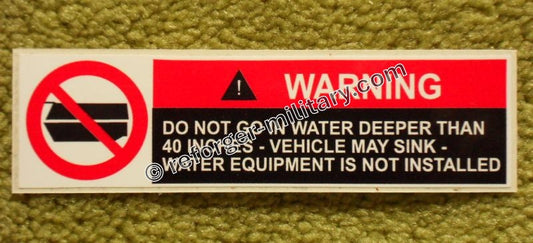 ! WARNING
DO NOT GO IN WATER DEEPER THAN
40 INCHES - VEHICLE MAY SINK -
WATER EQUIPMENT IS NOT INSTALLED
© reforger-military.com